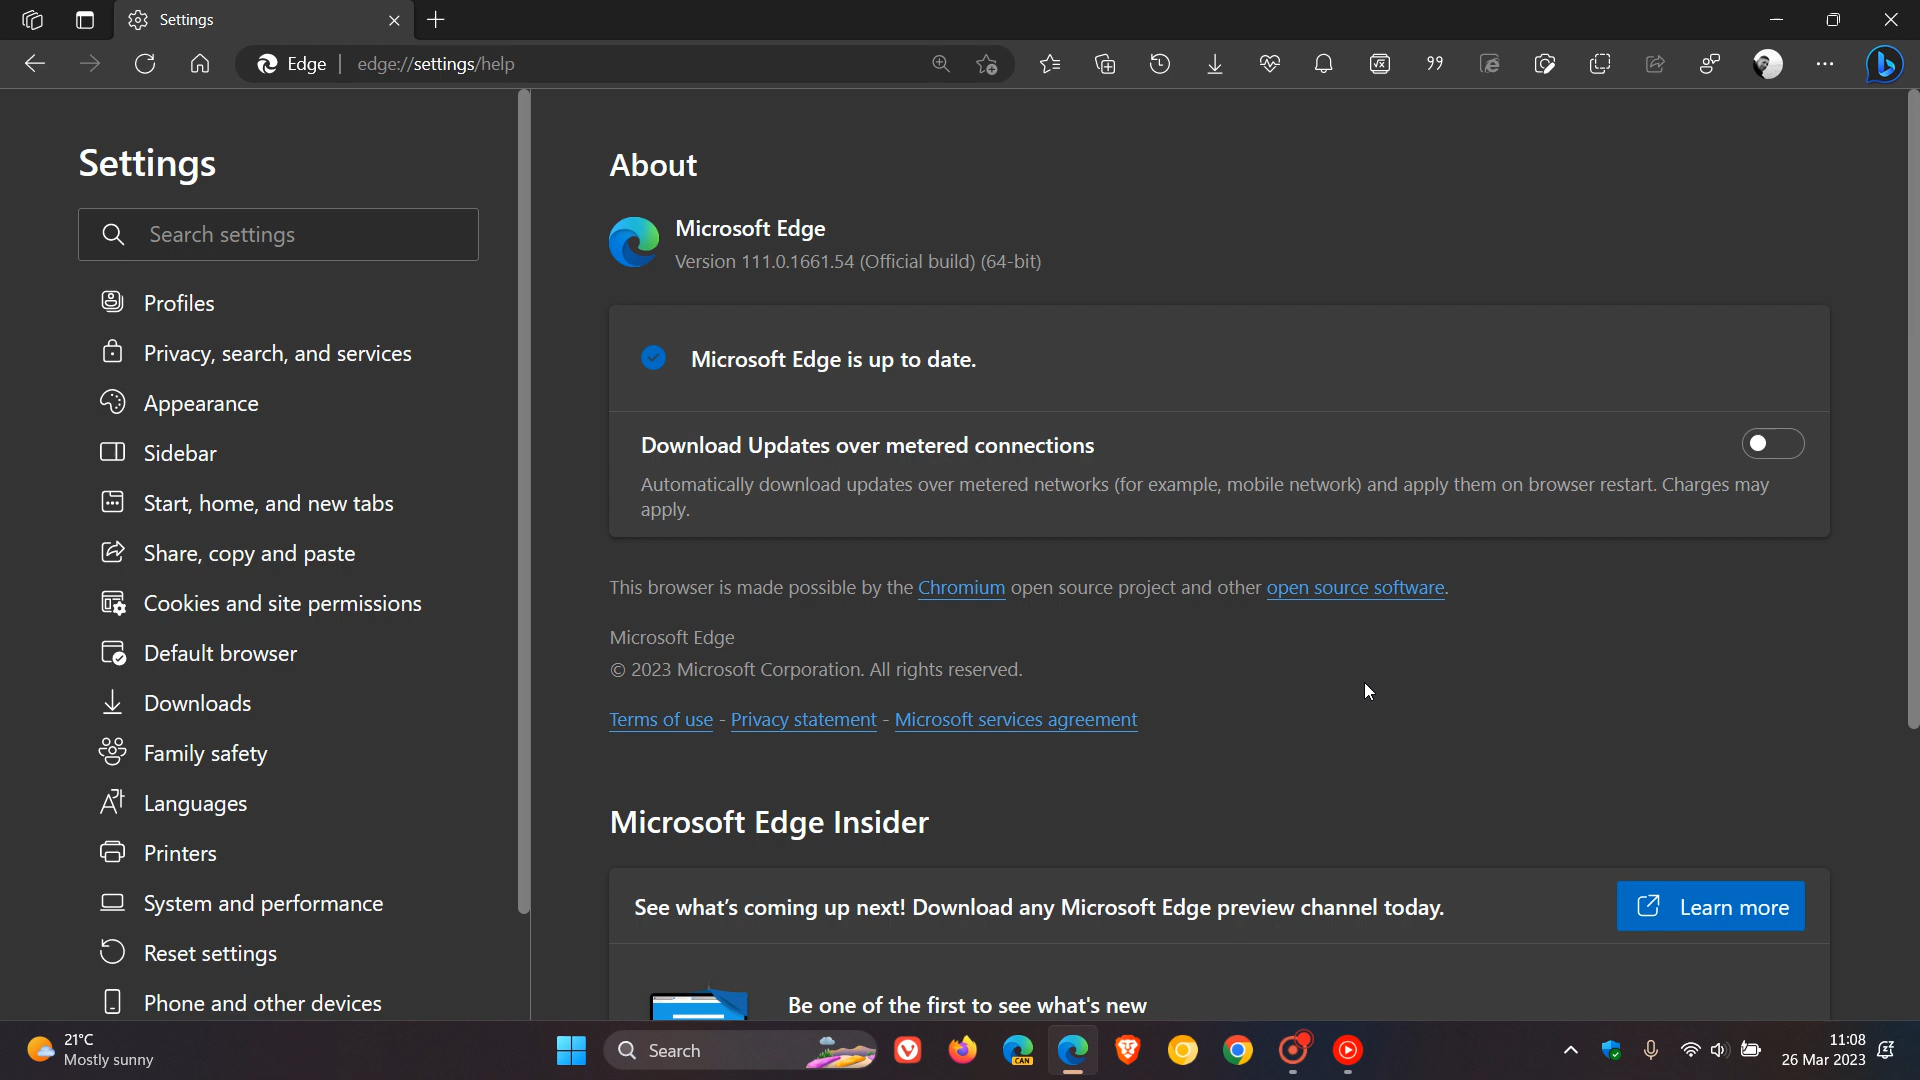 Settings
Edge
edge://settings/help
Settings
Search settings
Profiles
Privacy, search, and services
Appearance
Sidebar
Start, home, and new tabs
Share, copy and paste
Cookies and site permissions
Default browser
Downloads
Family safety
Languages
Printers
System and performance
Reset settings
Phone and other devices
About
Microsoft Edge
Version 111.0.1661.54 (Official build) (64-bit)
Microsoft Edge is up to date.
Download Updates over metered connections
Automatically download updates over metered networks (for example, mobile network) and apply them on browser restart. Charges may
apply.
This browser is made possible by the Chromium open source project and other open source software.
Microsoft Edge
© 2023 Microsoft Corporation. All rights reserved.
Terms of use - Privacy statement - Microsoft services agreement
Microsoft Edge Insider
See what's coming up next! Download any Microsoft Edge preview channel today.
Learn more
Be one of the first to see what's new
21°C
Mostly sunny
Search
CAN
11:08
26 Mar 2023